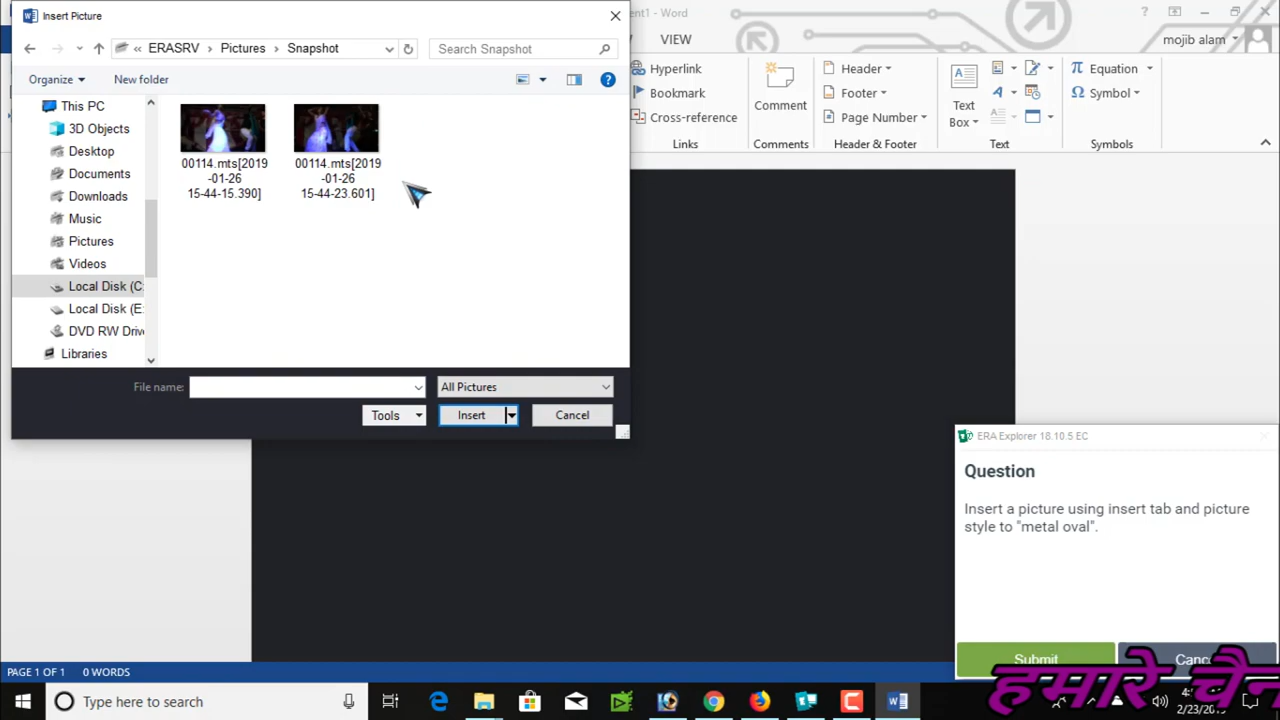 Insert Picture
ment1 - Word
« ERASRV > Pictures > Snapshot
Search Snapshot
VIEW
mojib alam
Organize
New folder
Hyperlink
Bookmark
Cross-reference
Links
Comment
Comments
Header
Footer
Page Number
Header & Footer
Text
Box
Text
Equation
Symbol
Symbols
This PC
3D Objects
Desktop
Documents
Downloads
Music
Pictures
Videos
Local Disk (C:
Local Disk (E:
DVD RW Driv
Libraries
00114.mts[2019
-01-26
15-44-15.390]
00114.mts[2019
-01-26
15-44-23.601]
File name:
All Pictures
Tools
Insert
Cancel
ERA Explorer 18.10.5 EC
Question
Insert a picture using insert tab and picture
style to "metal oval".
Submit
हमारे चैन
PAGE 1 OF 1
0 WORDS
Type here to search